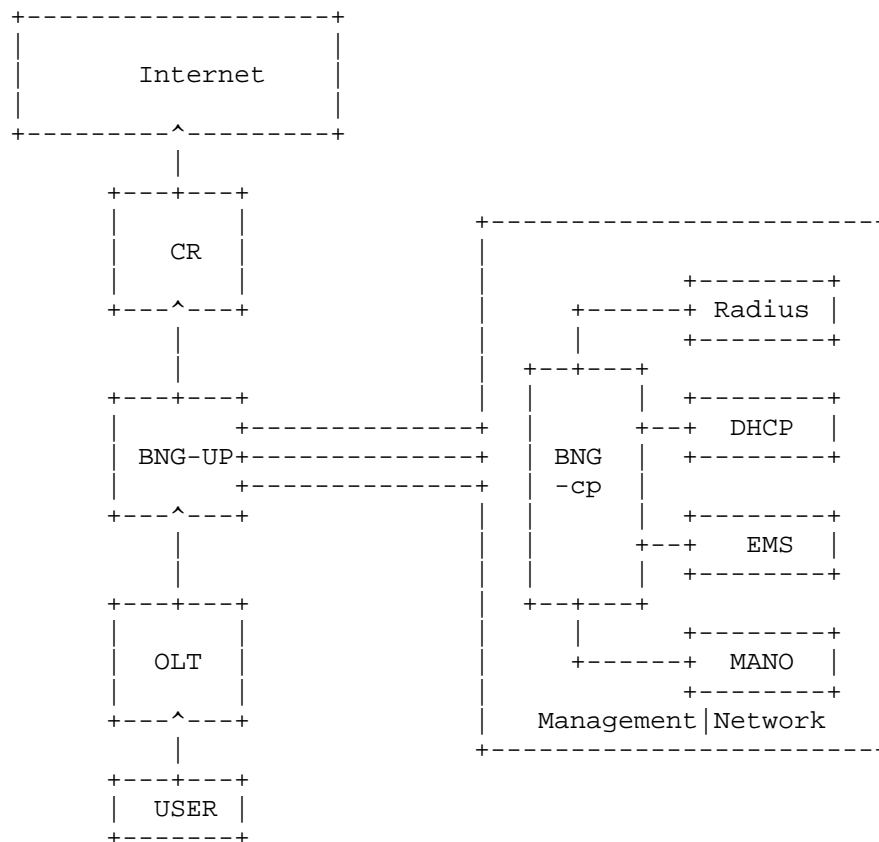 Internet
CR
Radius
DHCP
BNG-UP
BNG
-cp
EMS
OLT
MANO
Management|Network
USER